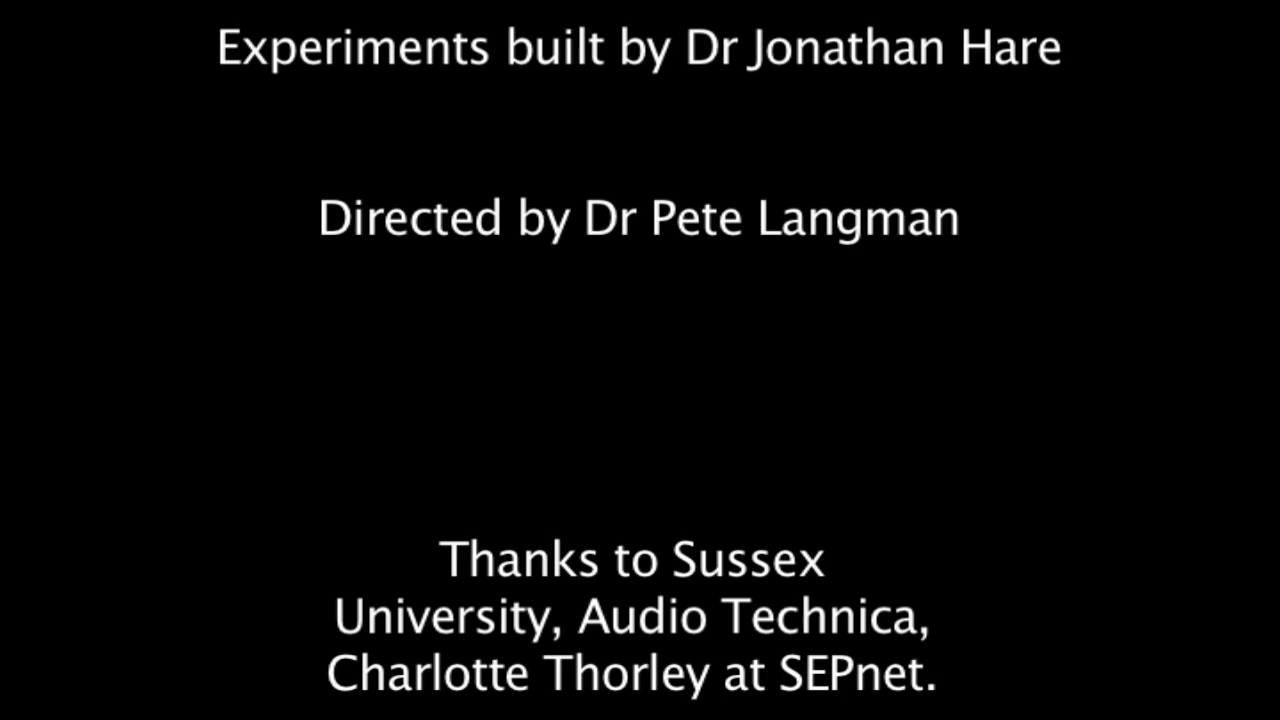 Experiments built by Dr Jonathan Hare
Directed by Dr Pete Langman
Thanks to Sussex
University, Audio Technica,
Charlotte Thorley at SEPnet.